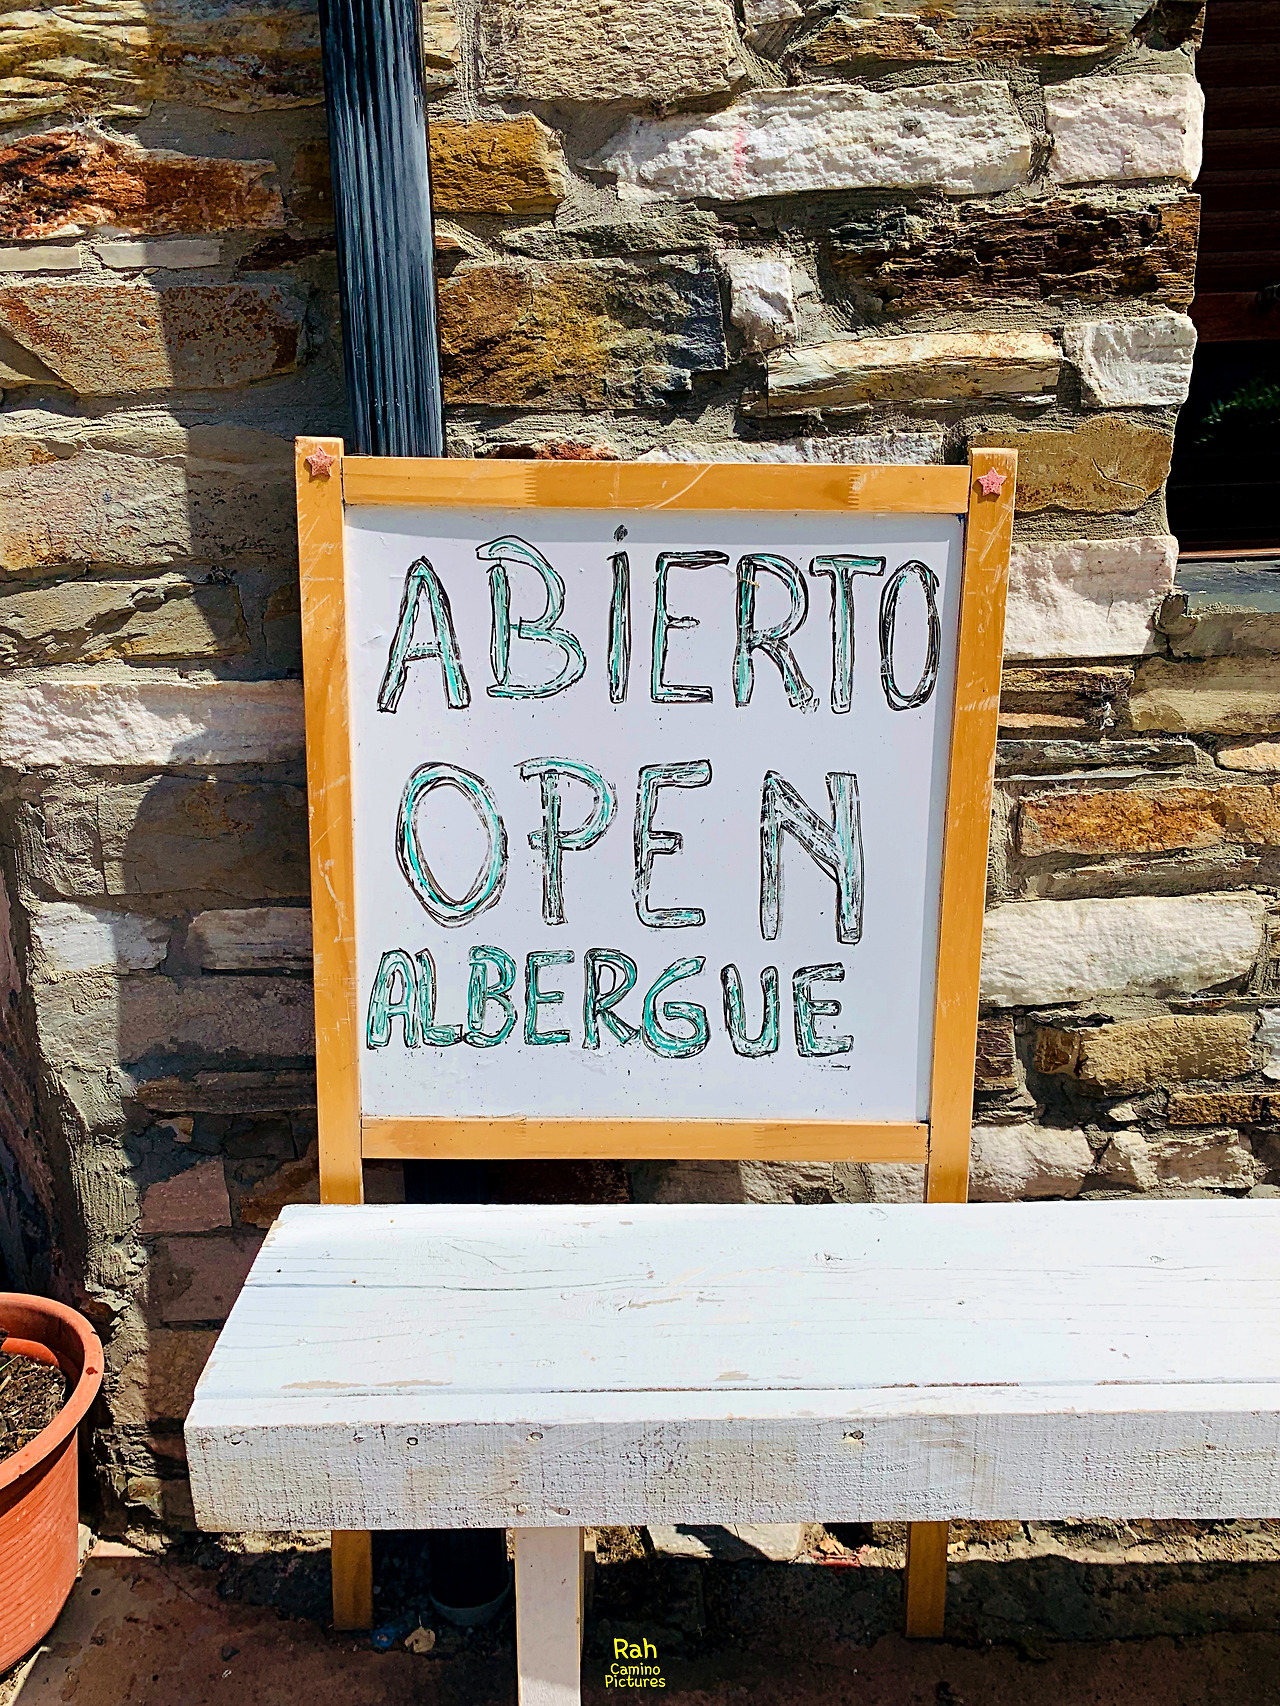 ABiERTO
OPEN
ALBERGUE
Rah
Camino
Pictures